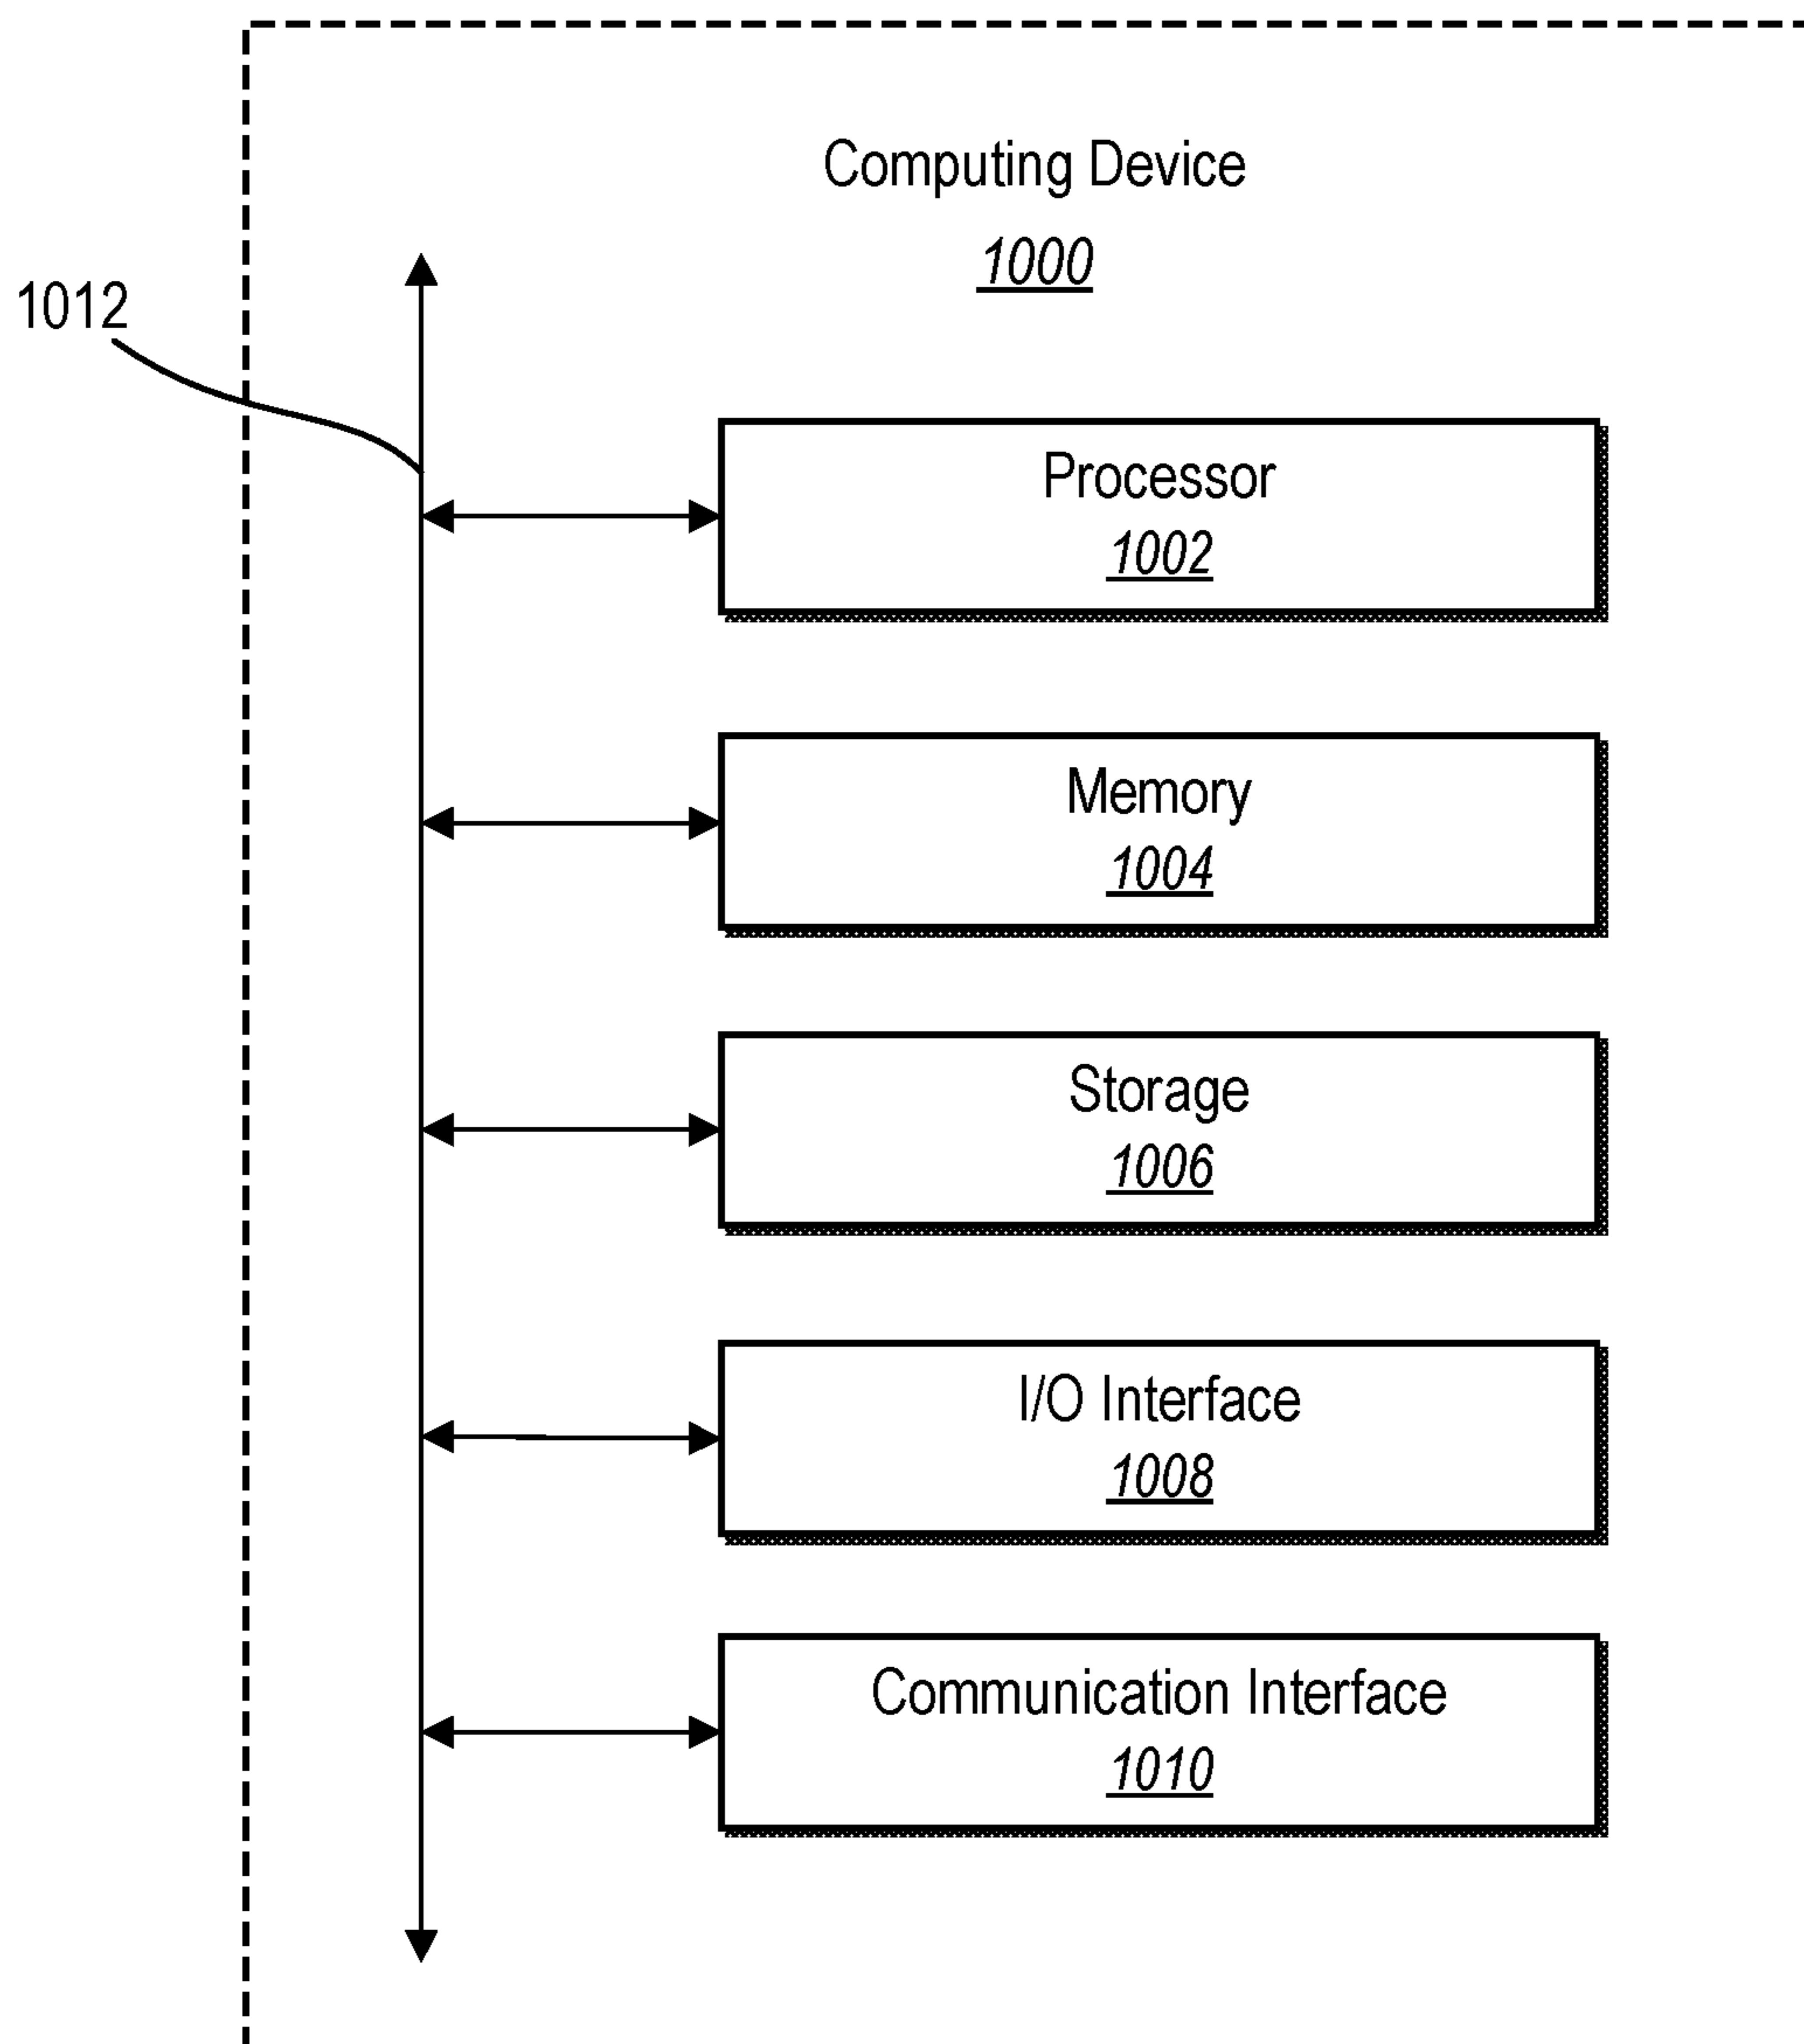 Computing Device
1000
1012
Processor
1002
Memory
1004
Storage
1006
I/O Interface
1008
Communication Interface
1010